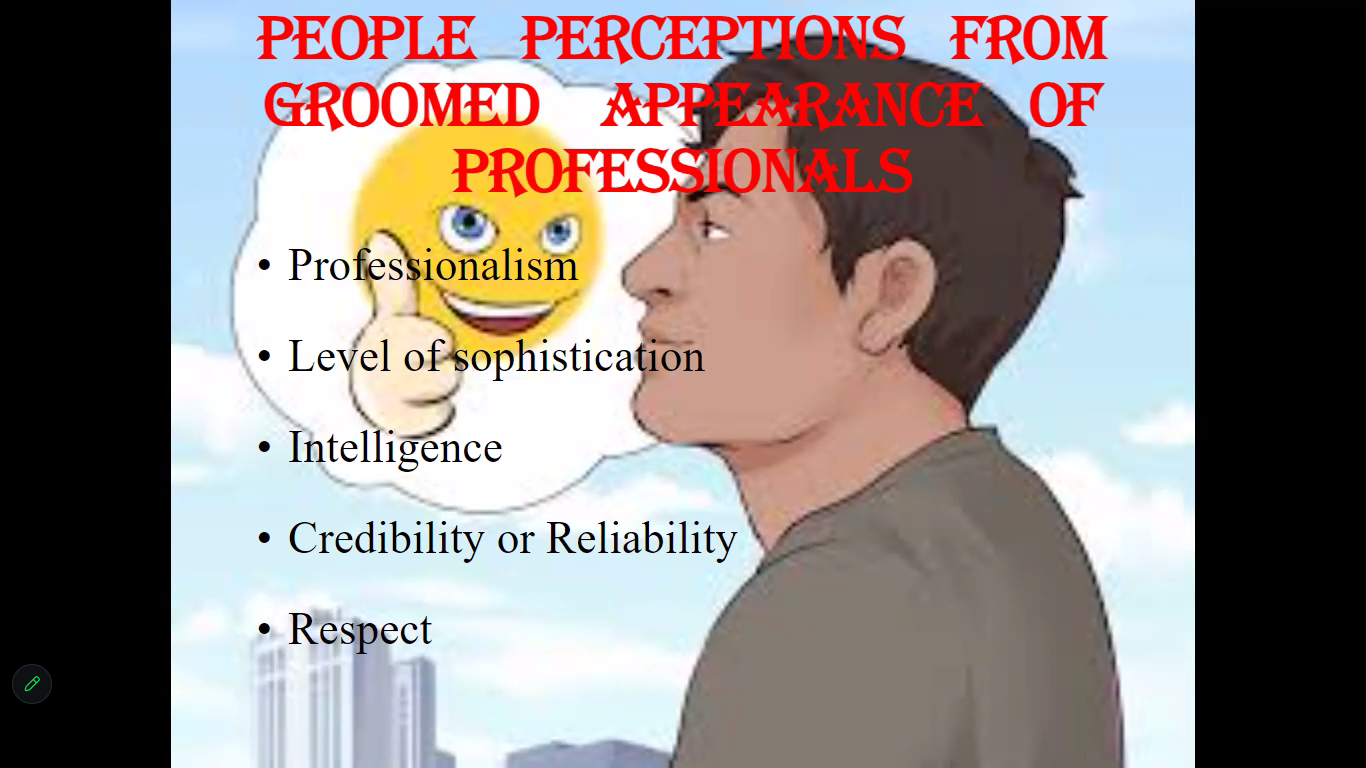 PEOPLE PERCEPTIONS FROM
GROOMED APPEARANCE OF
PROFESSIONALS
• Professionalism
• Level of sophistication
• Intelligence
• Credibility or Reliability
• Respect